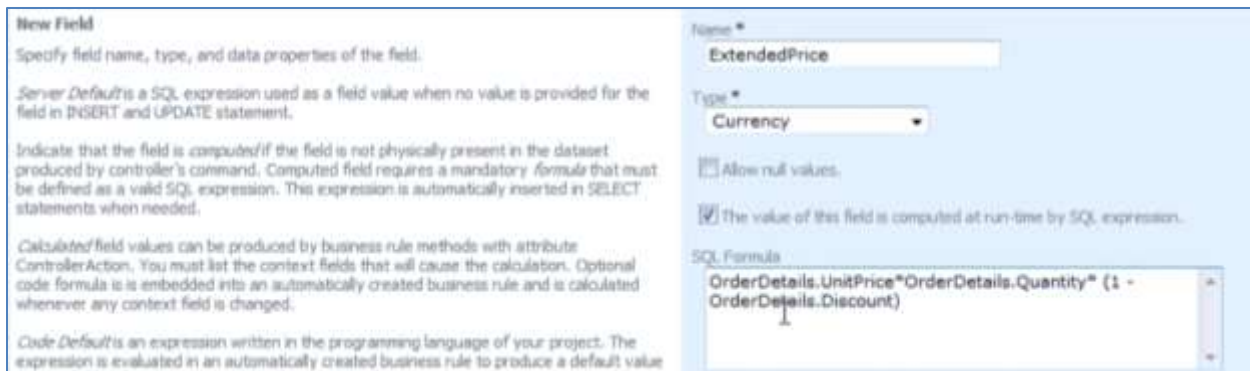 New Field
Specify field name, type, and data properties of the field.
Server Default is a SQL expression used as a field value when no value is provided for the
field in INSERT and UPDATE statement.
Indicate that the field is computed if the field is not physically present in the dataset
produced by controller's command. Computed field requires a mandatory formula that must
be defined as a valid SQL expression. This expression is automatically inserted in SELECT
statements when needed.
Calculated field values can be produced by business rule methods with attribute
ControllerAction. You must list the context fields that will cause the calculation. Optional
code formula is is embedded into an automatically created business rule and is calculated
whenever any context field is changed.
Code Default is an expression written in the programming language of your project. The
expression is evaluated in an automatically created business rule to produce a default value
Name *
ExtendedPrice
Type *
Currency
Allow null values.
The value of this field is computed at run-time by SQL expression.
SQL Formula
OrderDetails.UnitPrice*OrderDetails.Quantity* (1 -
OrderDetails.Discount)